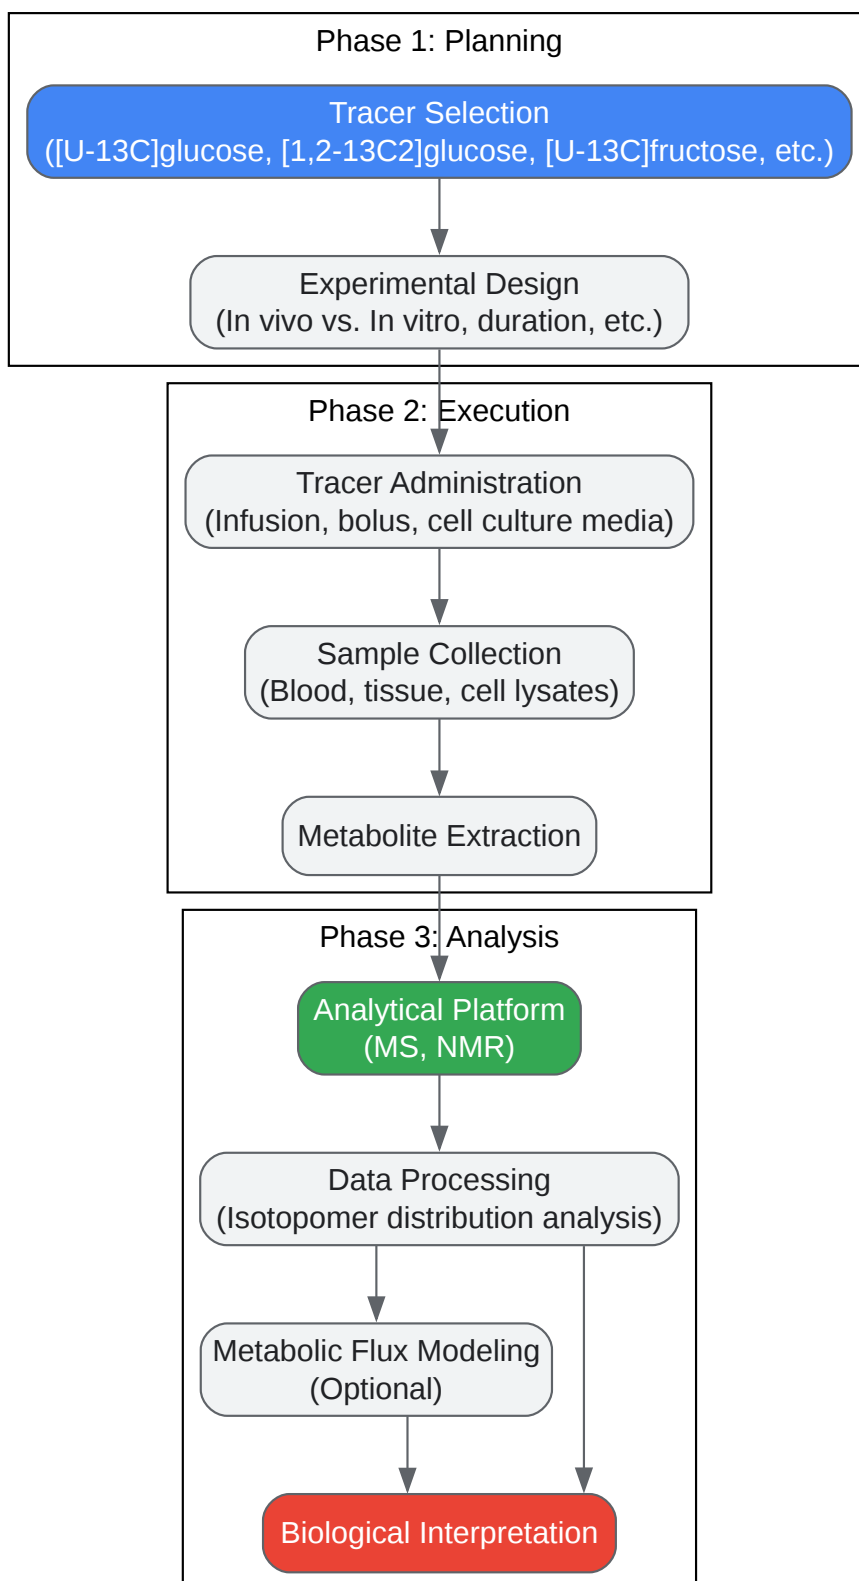 Phase 1: Planning
Tracer Selection
([U-13C]glucose, [1,2-13C2]glucose, [U-13C]fructose, etc.)
Experimental Design
(In vivo vs. In vitro, duration, etc.)
Phase 2: Execution
Tracer Administration
(Infusion, bolus, cell culture media)
Sample Collection
(Blood, tissue, cell lysates)
Metabolite Extraction
Phase 3: Analysis
Analytical Platform
(MS, NMR)
Data Processing
(Isotopomer distribution analysis)
Metabolic Flux Modeling
(Optional)
Biological Interpretation